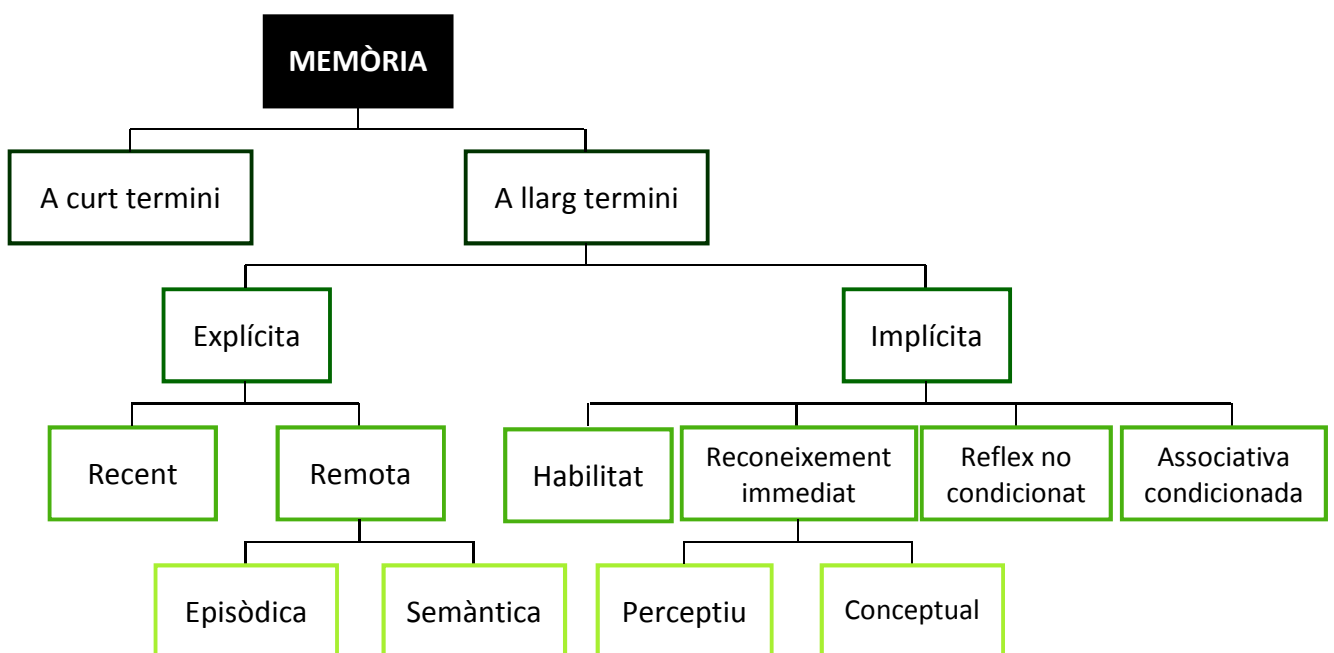 MEMÒRIA
A curt termini
A llarg termini
Explícita
Implícita
Recent
Remota
Habilitat
Reconeixement
immediat
Reflex no
condicionat
Associativa
condicionada
Episòdica
Semàntica
Perceptiu
Conceptual